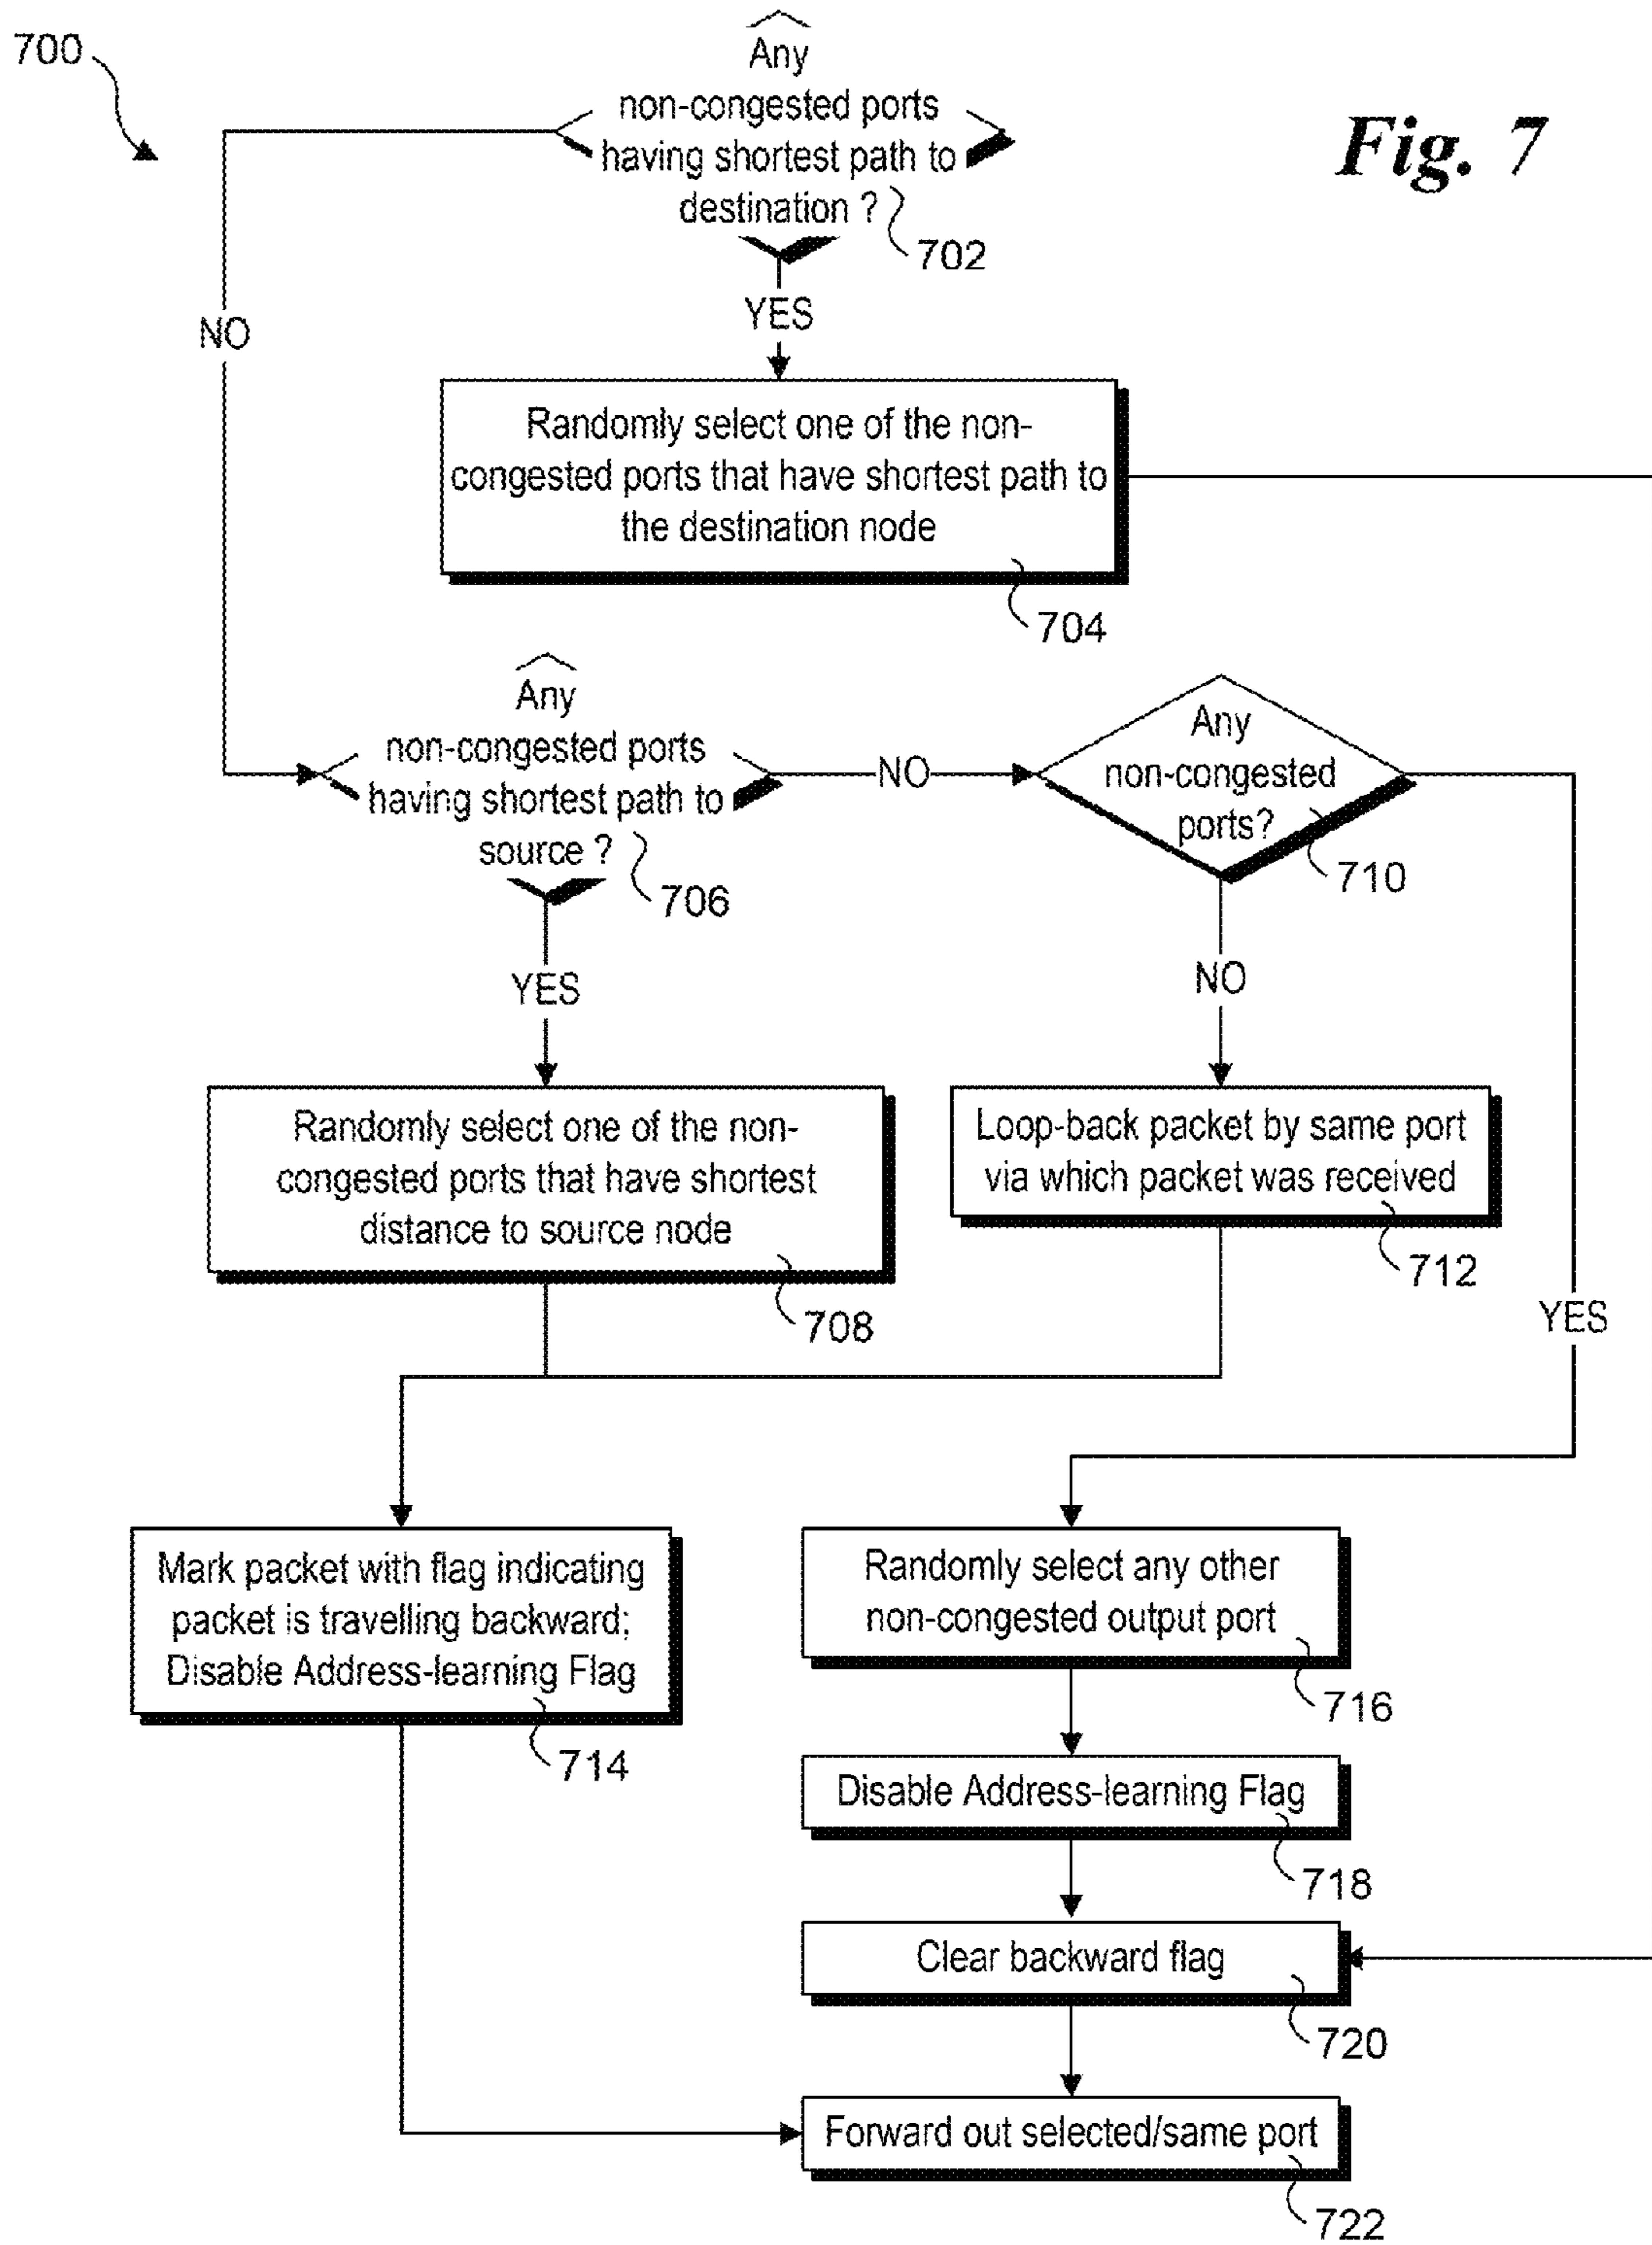 700
Fig. 7
Any
non-congested ports
having shortest path to
destination ?
702
YES
NO
Randomly select one of the non-
congested ports that have shortest path to
the destination node
704
Any
non-congested ports
having shortest path to
source ?
706
NO
Any
non-congested
ports?
710
YES
NO
Randomly select one of the non-
congested ports that have shortest
distance to source node
708
Loop-back packet by same port
via which packet was received
712
YES
Mark packet with flag indicating
packet is travelling backward;
Disable Address-learning Flag
714
Randomly select any other
non-congested output port
716
Disable Address-learning Flag
718
Clear backward flag
720
Forward out selected/same port
722